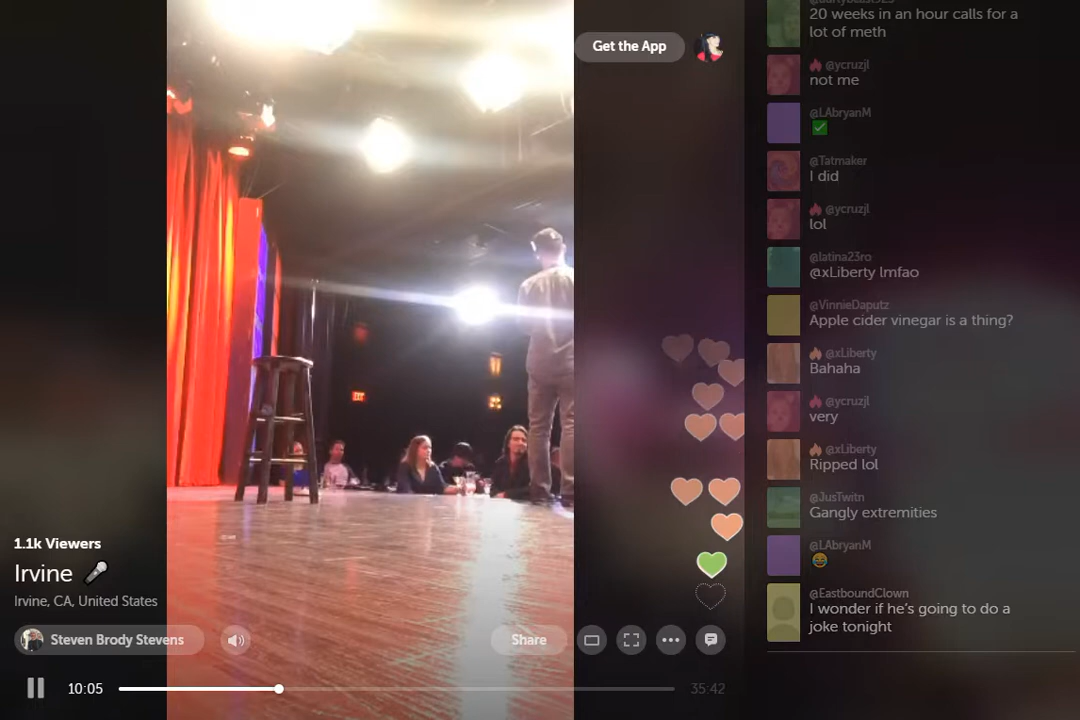 Get the App
1.1k Viewers
Irvine 🎤
Irvine, CA, United States
Steven Brody Stevens
Share
10:05
35:42
20 weeks in an hour calls for a
lot of meth
@ycruzjl
not me
@LAbryanM
✅
@Tatmaker
I did
@ycruzjl
lol
@latina23ro
@xLiberty lmfao
@VinnieDaputz
Apple cider vinegar is a thing?
@xLiberty
Bahaha
@ycruzjl
very
@xLiberty
Ripped lol
@JusTwitn
Gangly extremities
@LAbryanM
😂
@EastboundClown
I wonder if he's going to do a
joke tonight